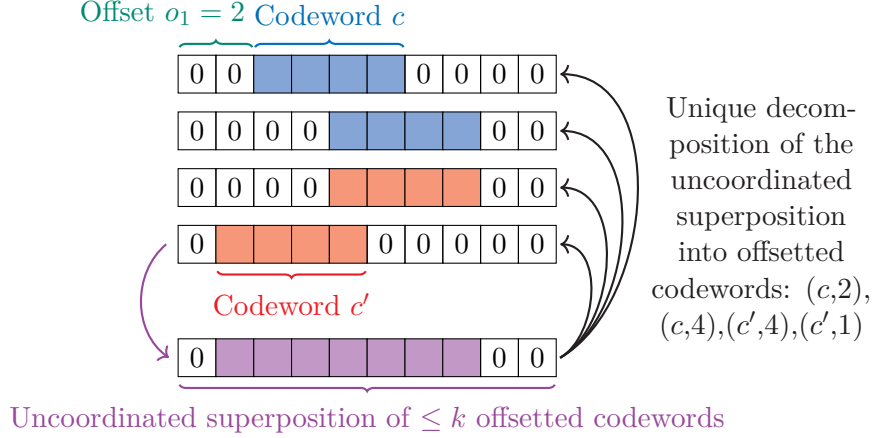 Offset $o_1 = 2$ Codeword $c$
0 0 0 0 0 0
0 0 0 0 0 0
0 0 0 0 0 0
0 0 0 0 0 0
Codeword $c'$
0 0 0
Uncoordinated superposition of $\leq k$ offsetted codewords
Unique decom-
position of the
uncoordinated
superposition
into offsetted
codewords: $(c,2)$,
$(c,4)$,$(c',4)$,$(c',1)$